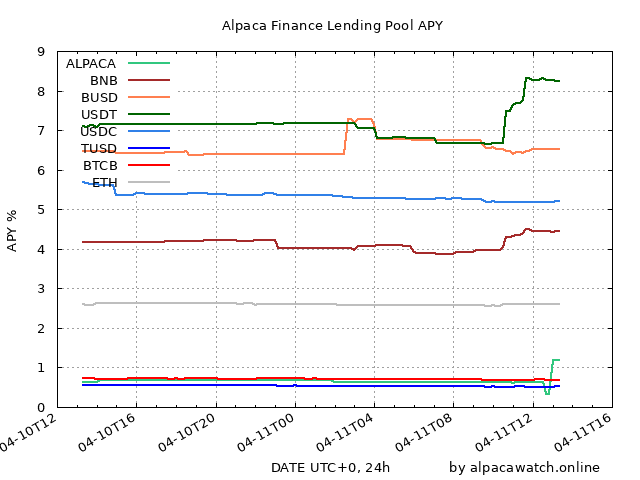 Alpaca Finance Lending Pool APY
9
8
7
6
5
4
3
2
1
0
APY %
ALPACA
BNB
BUSD
USDT
USDC
TUSD
BTCB
ETH
04-10T12
04-10T16
04-10T20
04-11T00
04-11T04
04-11T08
04-11T12
04-11T16
DATE UTC+0, 24h
by alpacawatch.online